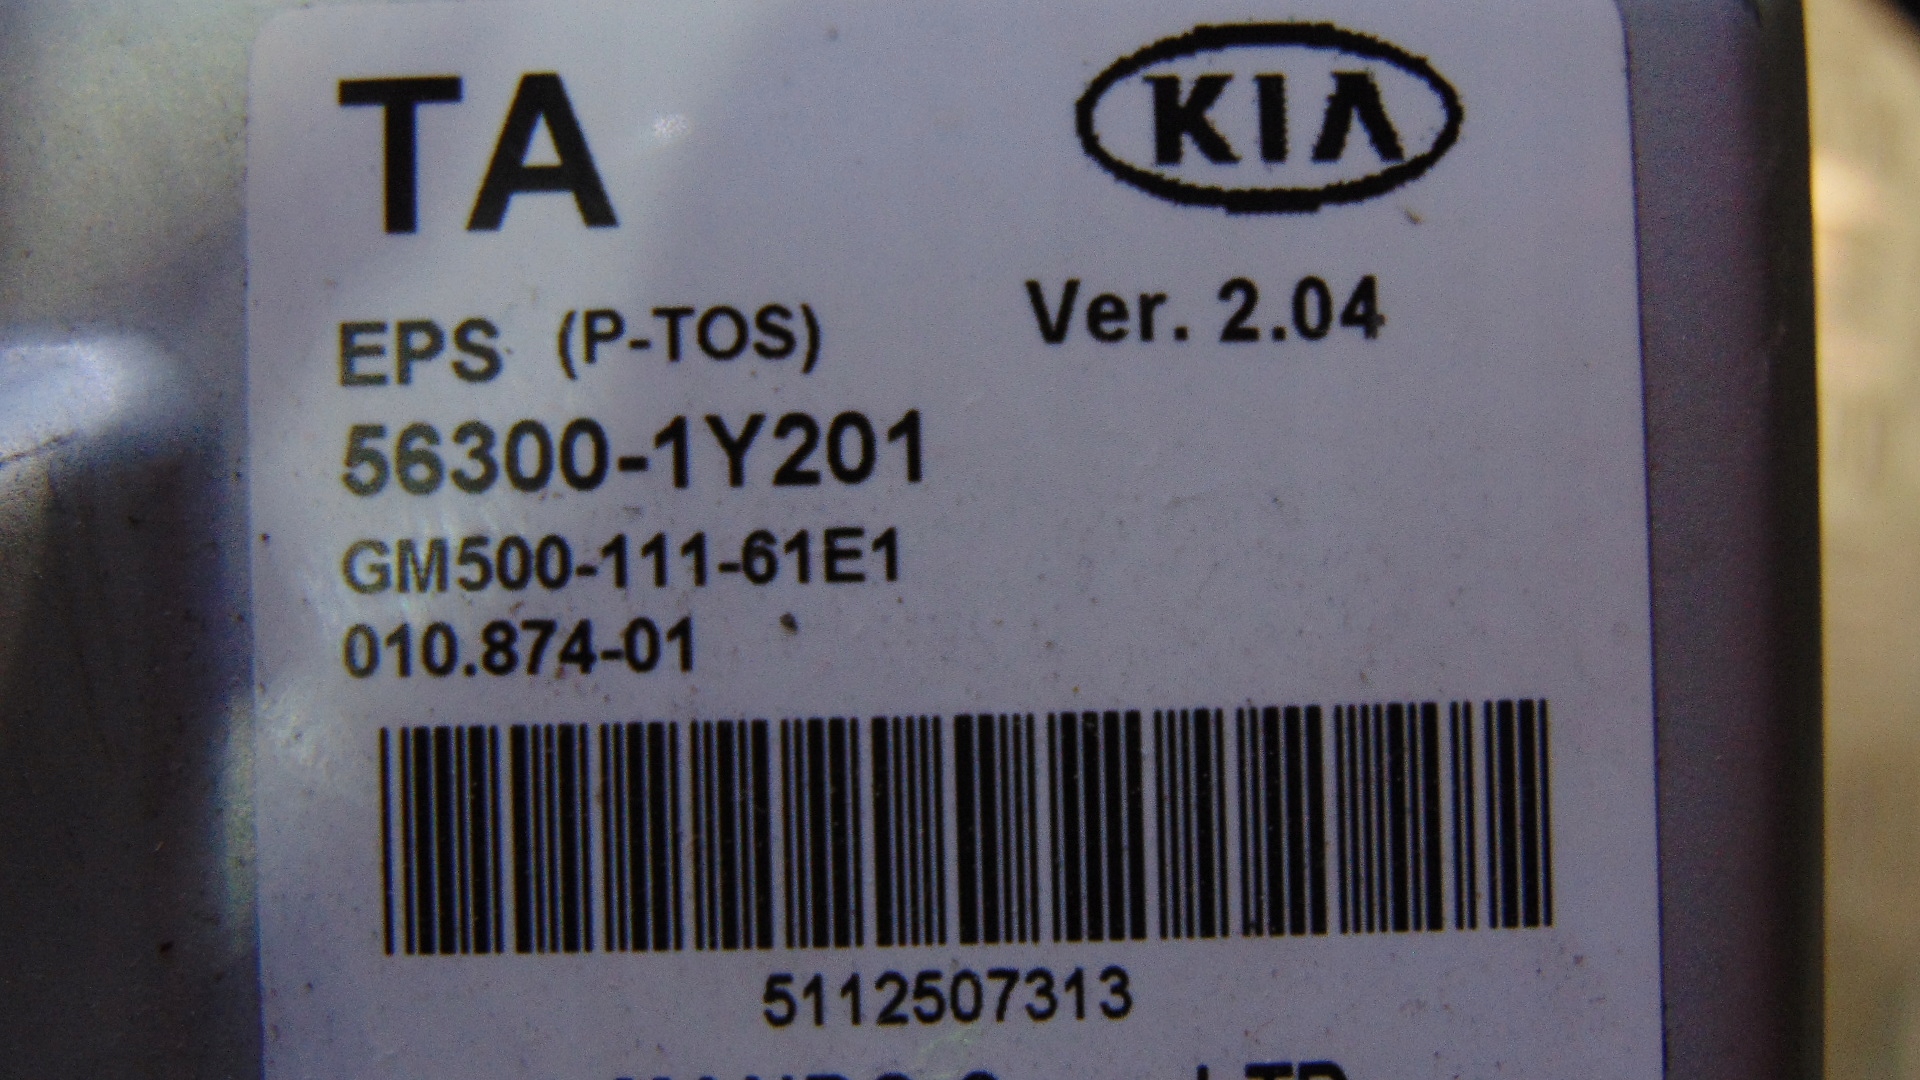 TA KIA
EPS (P-TOS) Ver. 2.04
56300-1Y201
GM500-111-61E1
010.874-01
5112507313